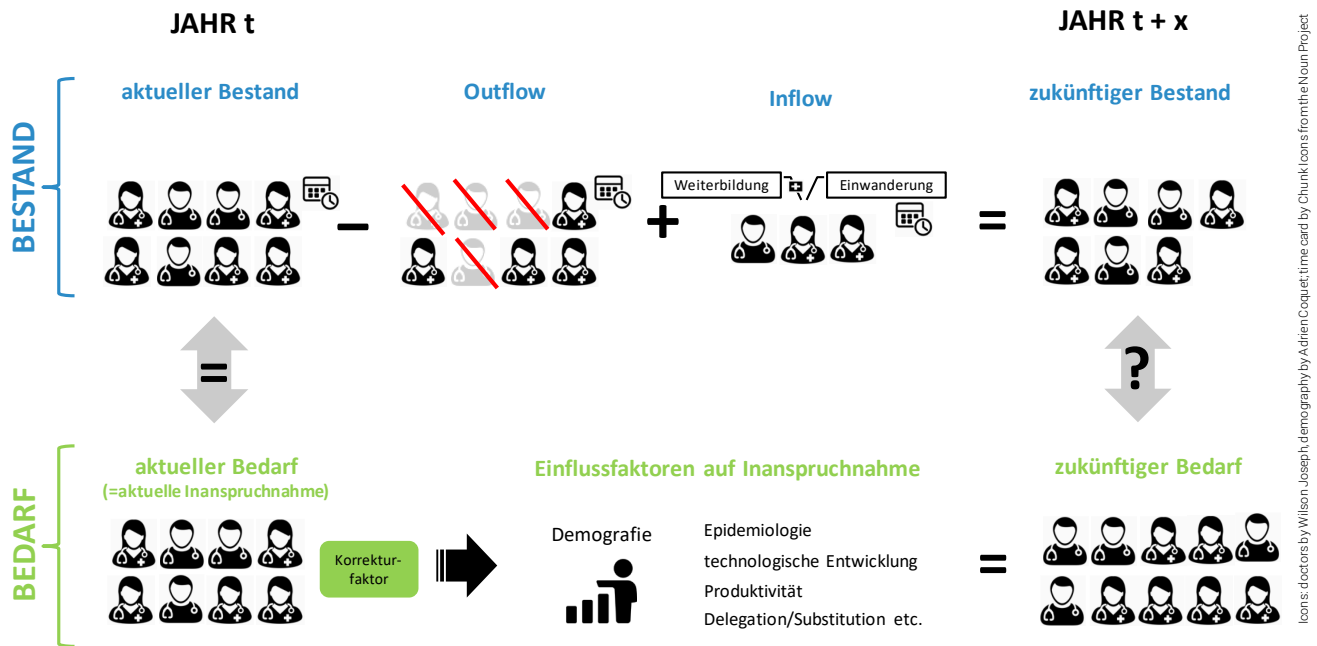 JAHR t
JAHR t + x
BESTAND
aktueller Bestand
Outflow
Inflow
zukünftiger Bestand
Weiterbildung
Einwanderung
−
+
=
=
?
BEDARF
aktueller Bedarf
(=aktuelle Inanspruchnahme)
Einflussfaktoren auf Inanspruchnahme
zukünftiger Bedarf
Korrektur-
faktor
Demografie
Epidemiologie
technologische Entwicklung
Produktivität
Delegation/Substitution etc.
=
Icons: doctors by Wilson Joseph, demography by Adrien Coquet; time card by Chunk Icons from the Noun Project